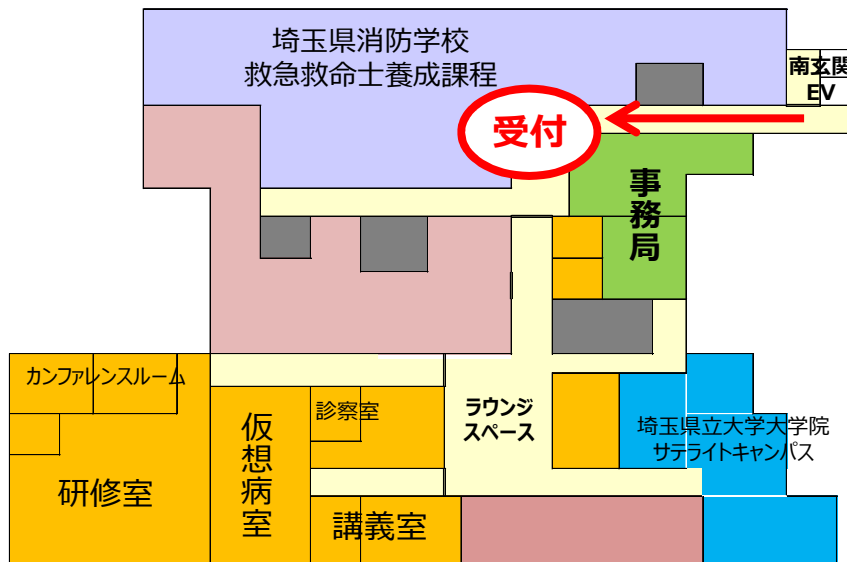 埼玉県消防学校
救急救命士養成課程
南玄関
EV
受付
事務局
カンファレンスルーム
診察室
ラウンジ
スペース
仮想病室
埼玉県立大学大学院
サテライトキャンパス
研修室
講義室